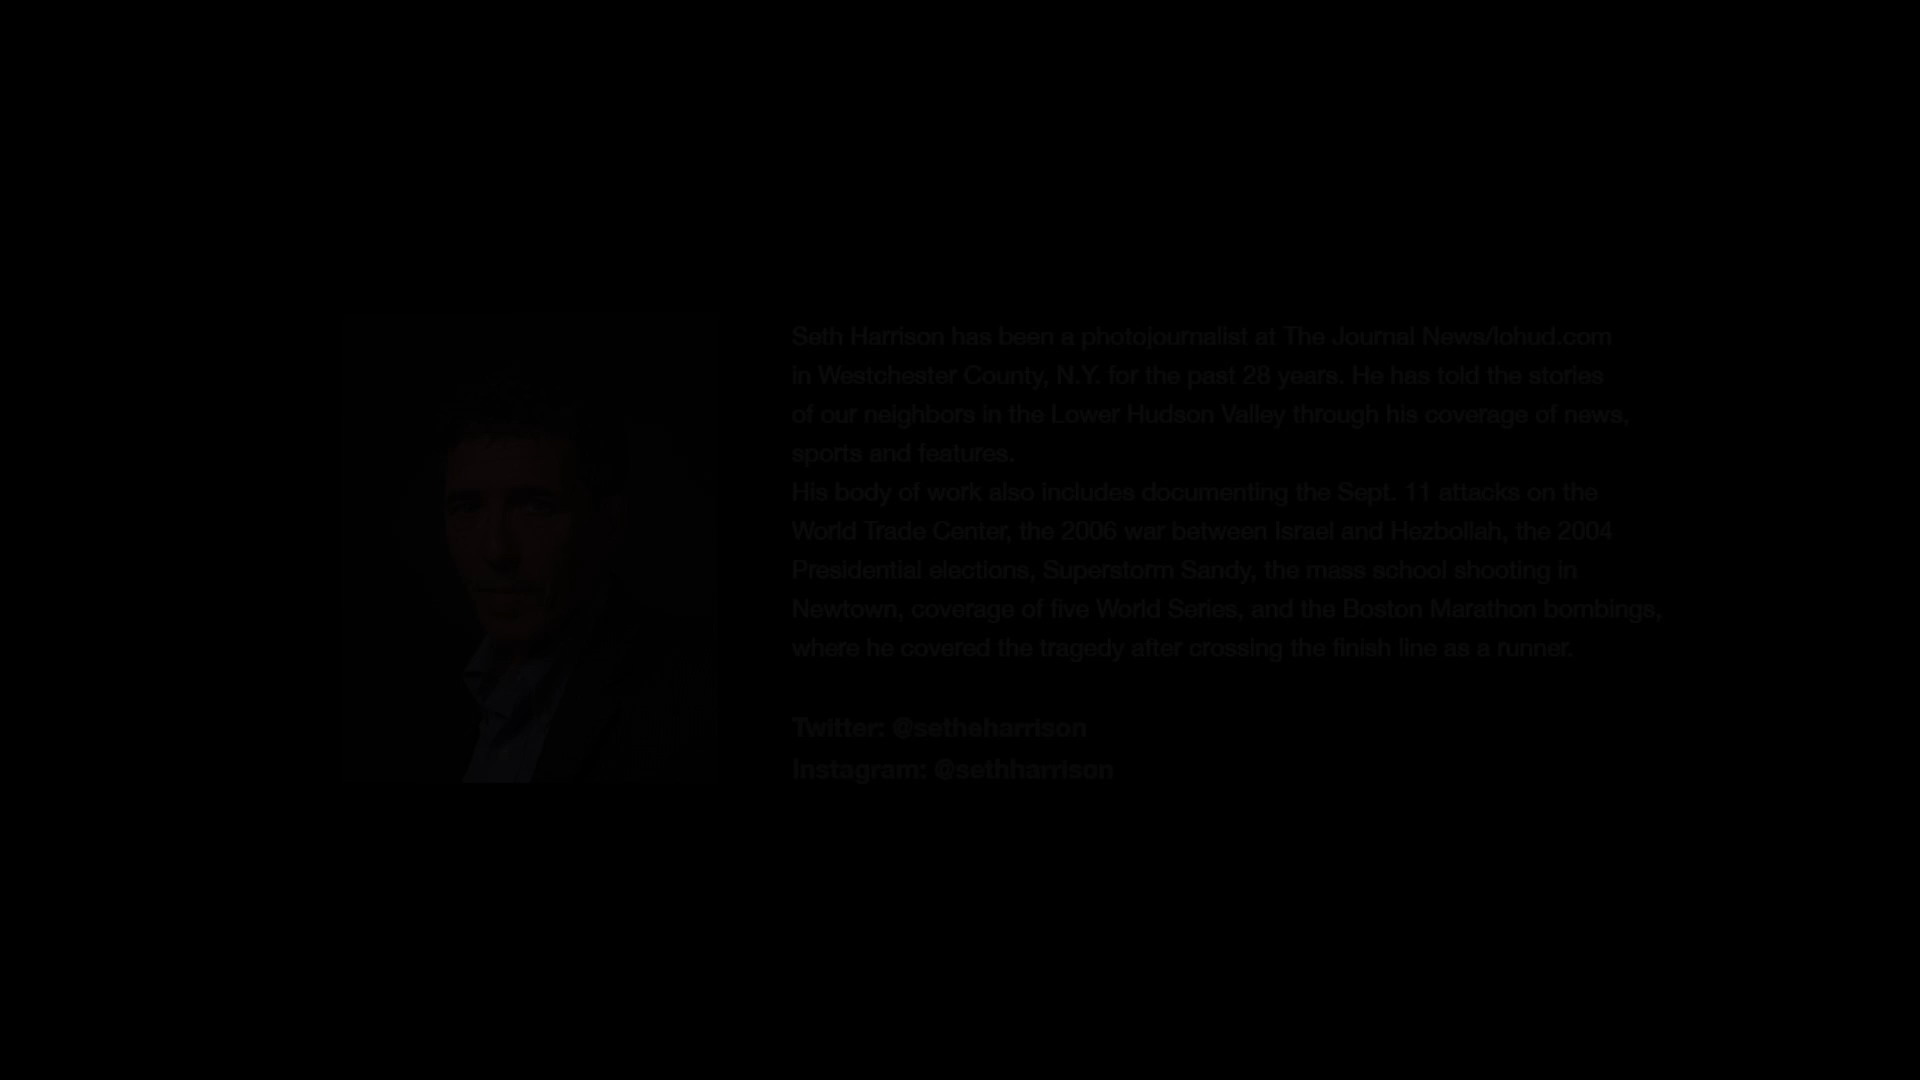 Seth Harrison has been a photojournalist at The Journal News/lohud.com
in Westchester County, N.Y. for the past 28 years. He has told the stories
of our neighbors in the Lower Hudson Valley through his coverage of news,
sports and features.
His body of work also includes documenting the Sept. 11 attacks on the
World Trade Center, the 2006 war between Israel and Hezbollah, the 2004
Presidential elections, Superstorm Sandy, the mass school shooting in
Newtown, coverage of five World Series, and the Boston Marathon bombings,
where he covered the tragedy after crossing the finish line as a runner.
Twitter: @setheharrison
Instagram: @sethharrison